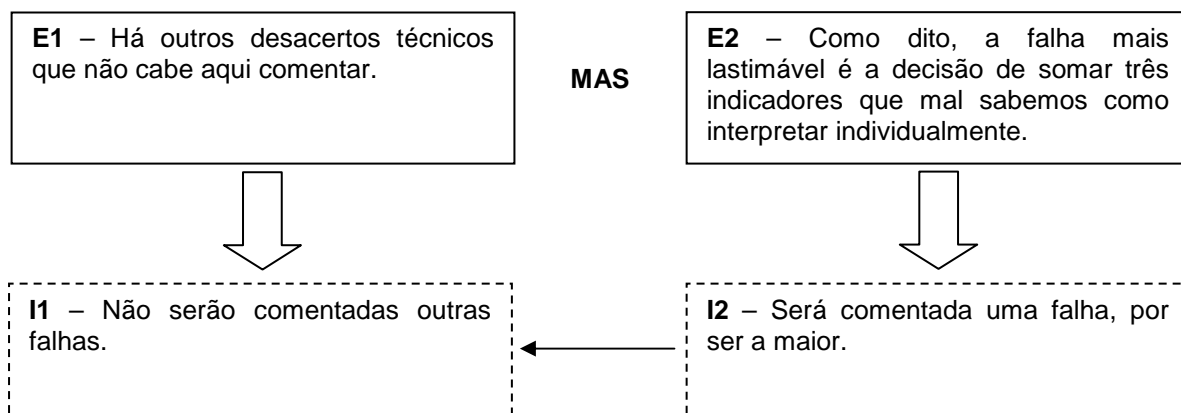 E1 – Há outros desacertos técnicos
que não cabe aqui comentar.
MAS
E2 – Como dito, a falha mais
lastimável é a decisão de somar três
indicadores que mal sabemos como
interpretar individualmente.
I1 – Não serão comentadas outras
falhas.
I2 – Será comentada uma falha, por
ser a maior.